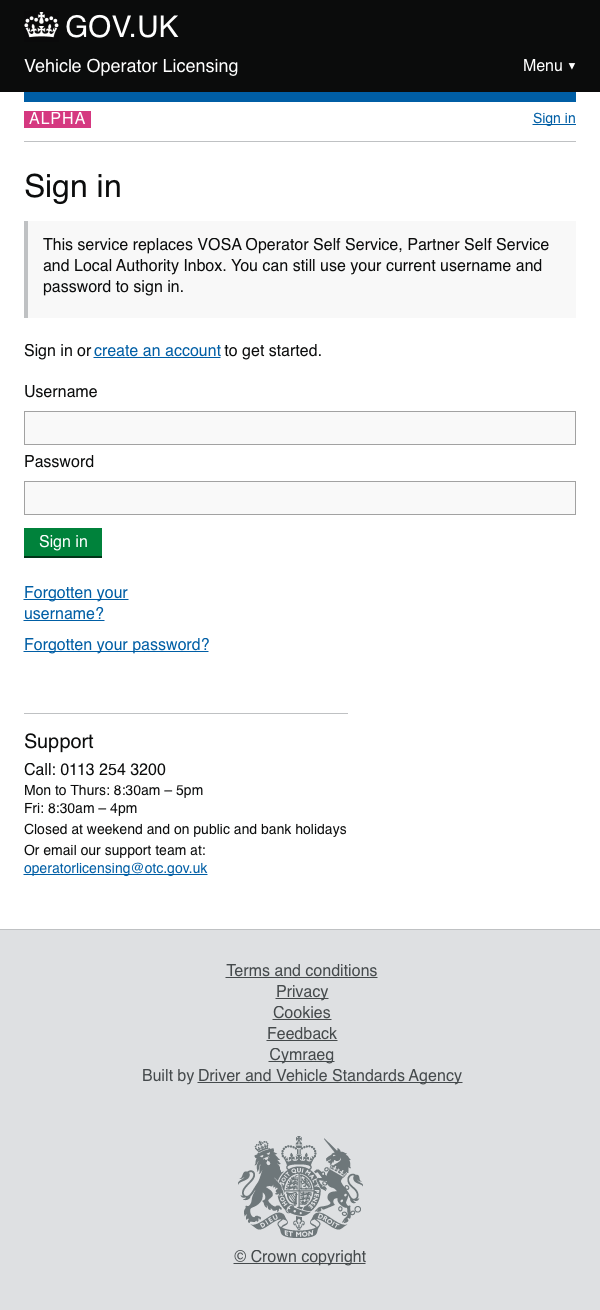 GOV.UK
Vehicle Operator Licensing
Menu ▼
ALPHA
Sign in
Sign in
This service replaces VOSA Operator Self Service, Partner Self Service
and Local Authority Inbox. You can still use your current username and
password to sign in.
Sign in or create an account to get started.
Username
Password
Sign in
Forgotten your
username?
Forgotten your password?
Support
Call: 0113 254 3200
Mon to Thurs: 8:30am – 5pm
Fri: 8:30am – 4pm
Closed at weekend and on public and bank holidays
Or email our support team at:
operatorlicensing@otc.gov.uk
Terms and conditions
Privacy
Cookies
Feedback
Cymraeg
Built by Driver and Vehicle Standards Agency
DIEU ET MON DROIT
© Crown copyright